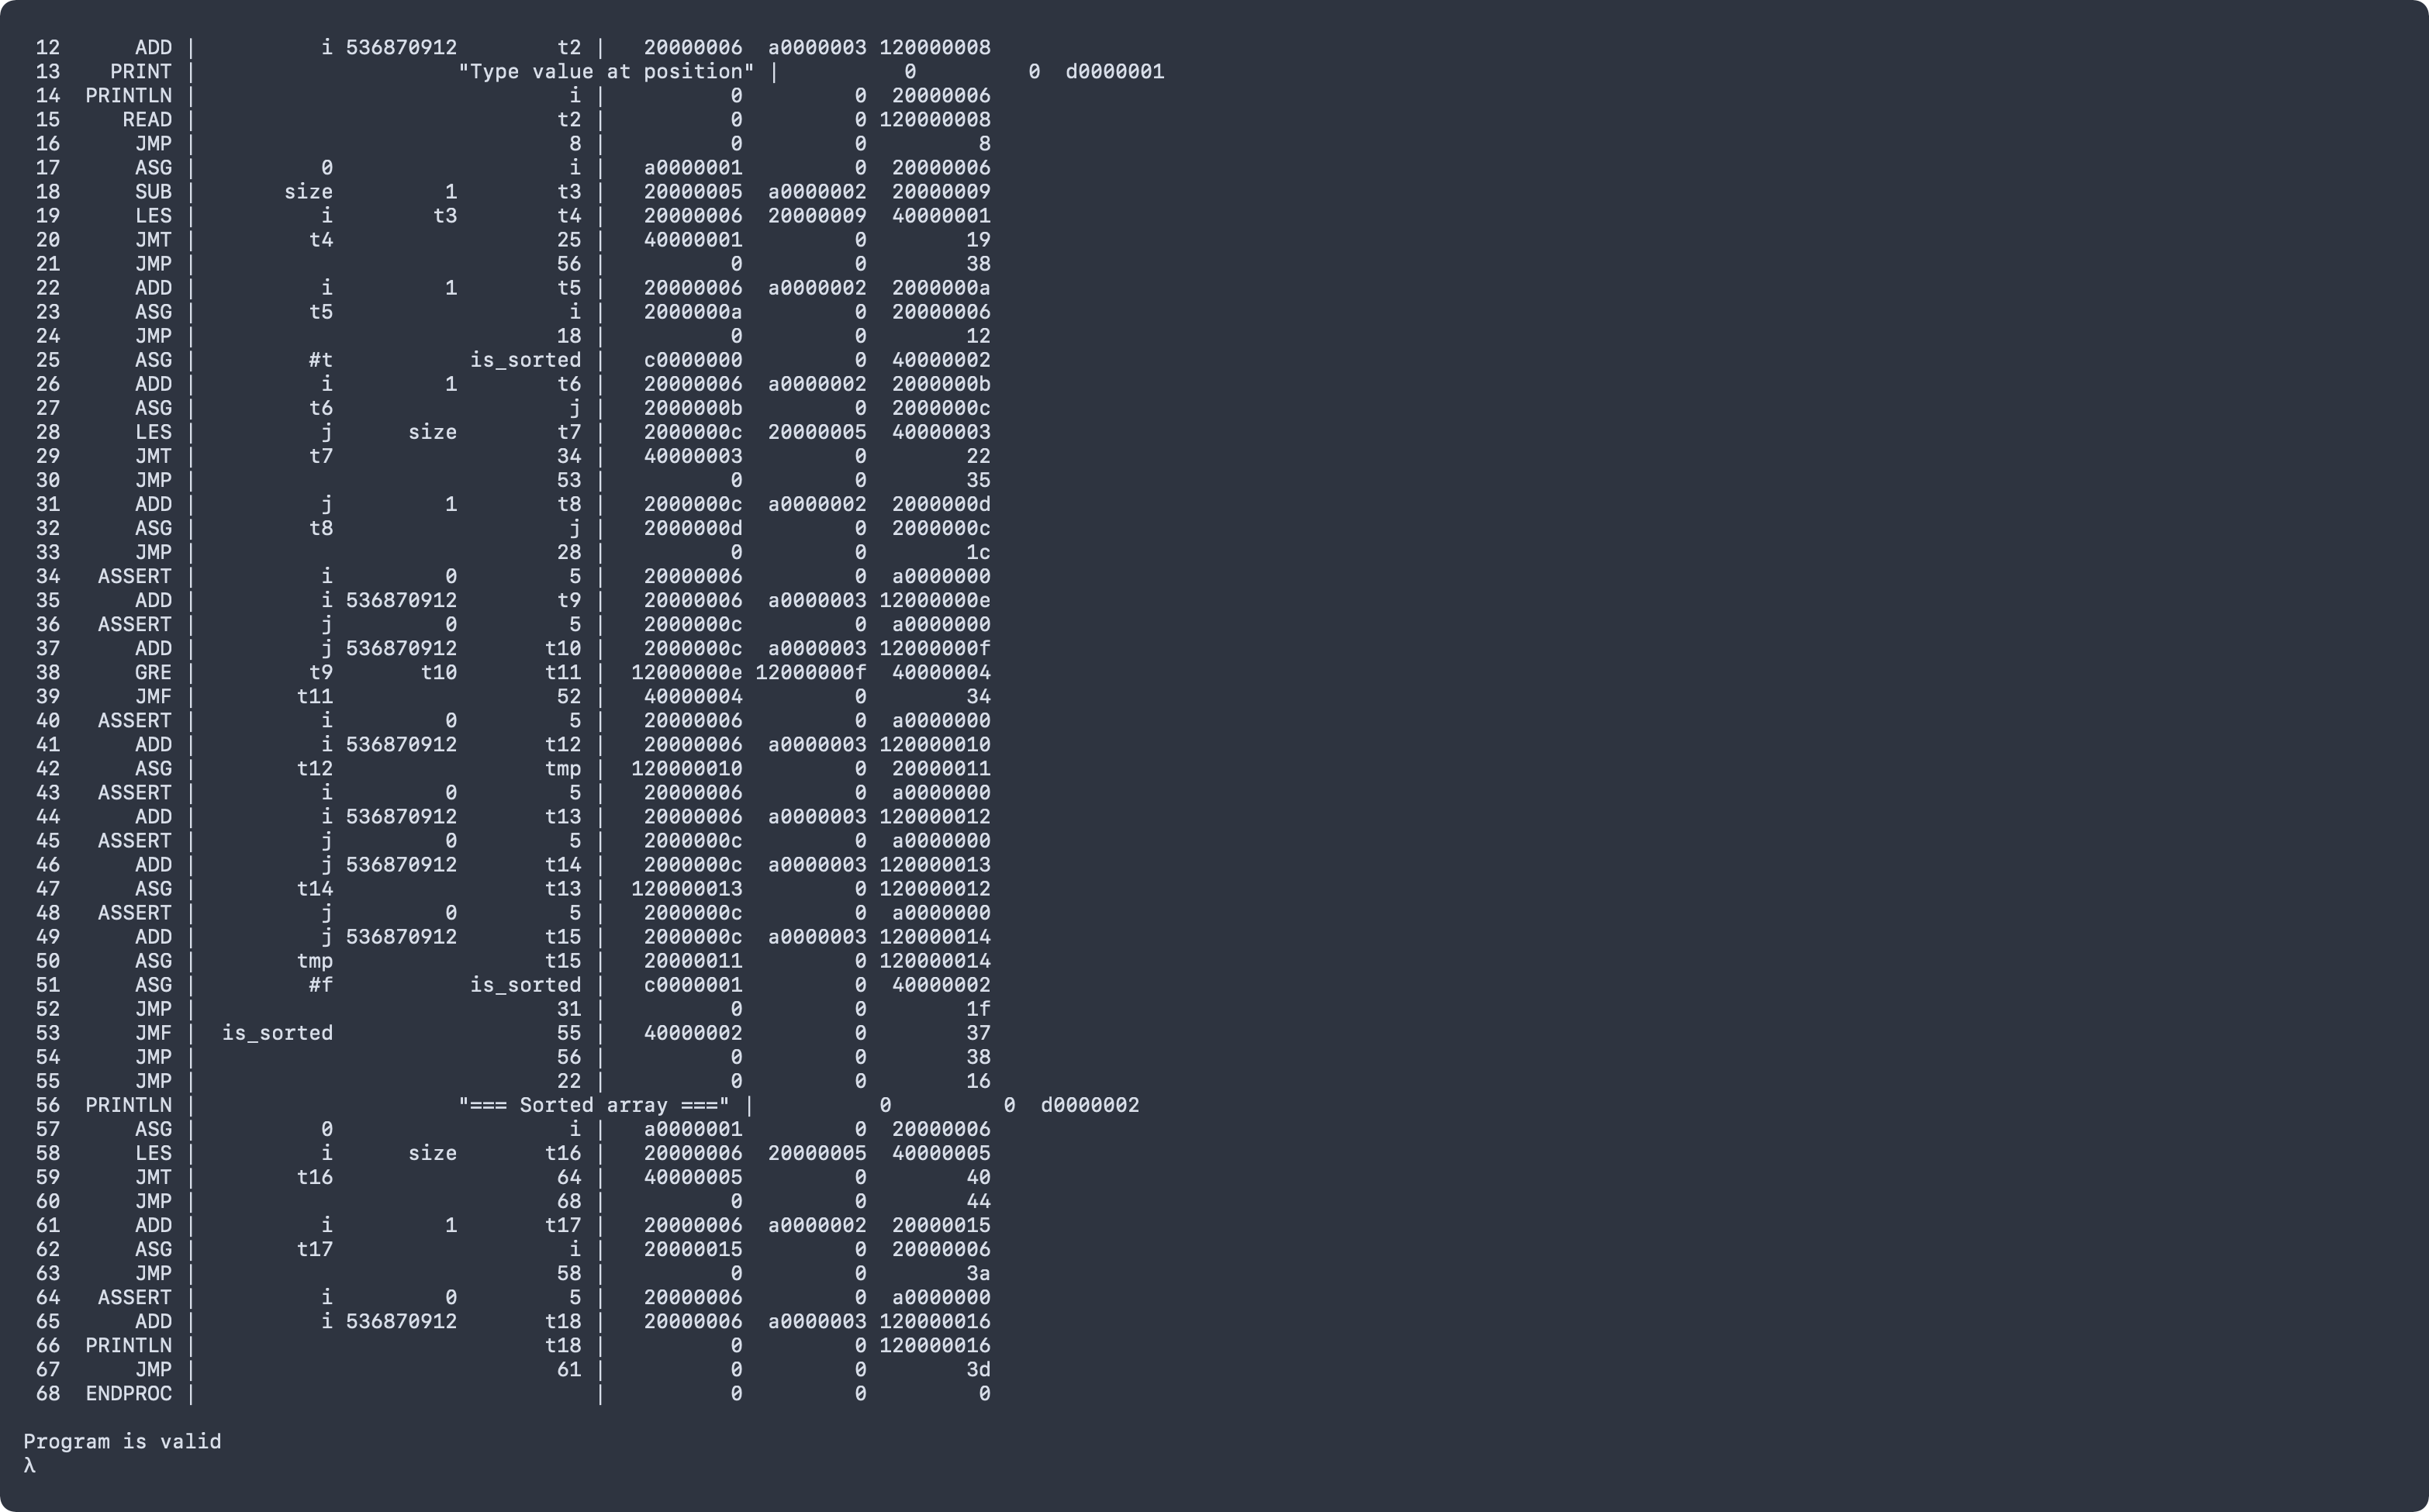 12      ADD |          i 536870912        t2 |   20000006  a0000003 120000008
13    PRINT |                     "Type value at position" |          0         0  d0000001
14  PRINTLN |                              i |          0         0  20000006
15     READ |                             t2 |          0         0 120000008
16      JMP |                              8 |          0         0         8
17      ASG |          0                   i |   a0000001         0  20000006
18      SUB |       size         1        t3 |   20000005  a0000002  20000009
19      LES |          i        t3        t4 |   20000006  20000009  40000001
20      JMT |         t4                  25 |   40000001         0        19
21      JMP |                             56 |          0         0        38
22      ADD |          i         1        t5 |   20000006  a0000002  2000000a
23      ASG |         t5                   i |   2000000a         0  20000006
24      JMP |                             18 |          0         0        12
25      ASG |         #t           is_sorted |   c0000000         0  40000002
26      ADD |          i         1        t6 |   20000006  a0000002  2000000b
27      ASG |         t6                   j |   2000000b         0  2000000c
28      LES |          j      size        t7 |   2000000c  20000005  40000003
29      JMT |         t7                  34 |   40000003         0        22
30      JMP |                             53 |          0         0        35
31      ADD |          j         1        t8 |   2000000c  a0000002  2000000d
32      ASG |         t8                   j |   2000000d         0  2000000c
33      JMP |                             28 |          0         0        1c
34   ASSERT |          i         0         5 |   20000006         0  a0000000
35      ADD |          i 536870912        t9 |   20000006  a0000003 12000000e
36   ASSERT |          j         0         5 |   2000000c         0  a0000000
37      ADD |          j 536870912       t10 |   2000000c  a0000003 12000000f
38      GRE |         t9       t10       t11 |  12000000e 12000000f  40000004
39      JMF |        t11                  52 |   40000004         0        34
40   ASSERT |          i         0         5 |   20000006         0  a0000000
41      ADD |          i 536870912       t12 |   20000006  a0000003 120000010
42      ASG |        t12                 tmp |  120000010         0  20000011
43   ASSERT |          i         0         5 |   20000006         0  a0000000
44      ADD |          i 536870912       t13 |   20000006  a0000003 120000012
45   ASSERT |          j         0         5 |   2000000c         0  a0000000
46      ADD |          j 536870912       t14 |   2000000c  a0000003 120000013
47      ASG |        t14                 t13 |  120000013         0 120000012
48   ASSERT |          j         0         5 |   2000000c         0  a0000000
49      ADD |          j 536870912       t15 |   2000000c  a0000003 120000014
50      ASG |        tmp                 t15 |   20000011         0 120000014
51      ASG |         #f           is_sorted |   c0000001         0  40000002
52      JMP |                             31 |          0         0        1f
53      JMF |  is_sorted                  55 |   40000002         0        37
54      JMP |                             56 |          0         0        38
55      JMP |                             22 |          0         0        16
56  PRINTLN |                     "=== Sorted array ===" |          0         0  d0000002
57      ASG |          0                   i |   a0000001         0  20000006
58      LES |          i      size       t16 |   20000006  20000005  40000005
59      JMT |        t16                  64 |   40000005         0        40
60      JMP |                             68 |          0         0        44
61      ADD |          i         1       t17 |   20000006  a0000002  20000015
62      ASG |        t17                   i |   20000015         0  20000006
63      JMP |                             58 |          0         0        3a
64   ASSERT |          i         0         5 |   20000006         0  a0000000
65      ADD |          i 536870912       t18 |   20000006  a0000003 120000016
66  PRINTLN |                            t18 |          0         0 120000016
67      JMP |                             61 |          0         0        3d
68  ENDPROC |                                |          0         0         0
Program is valid
λ